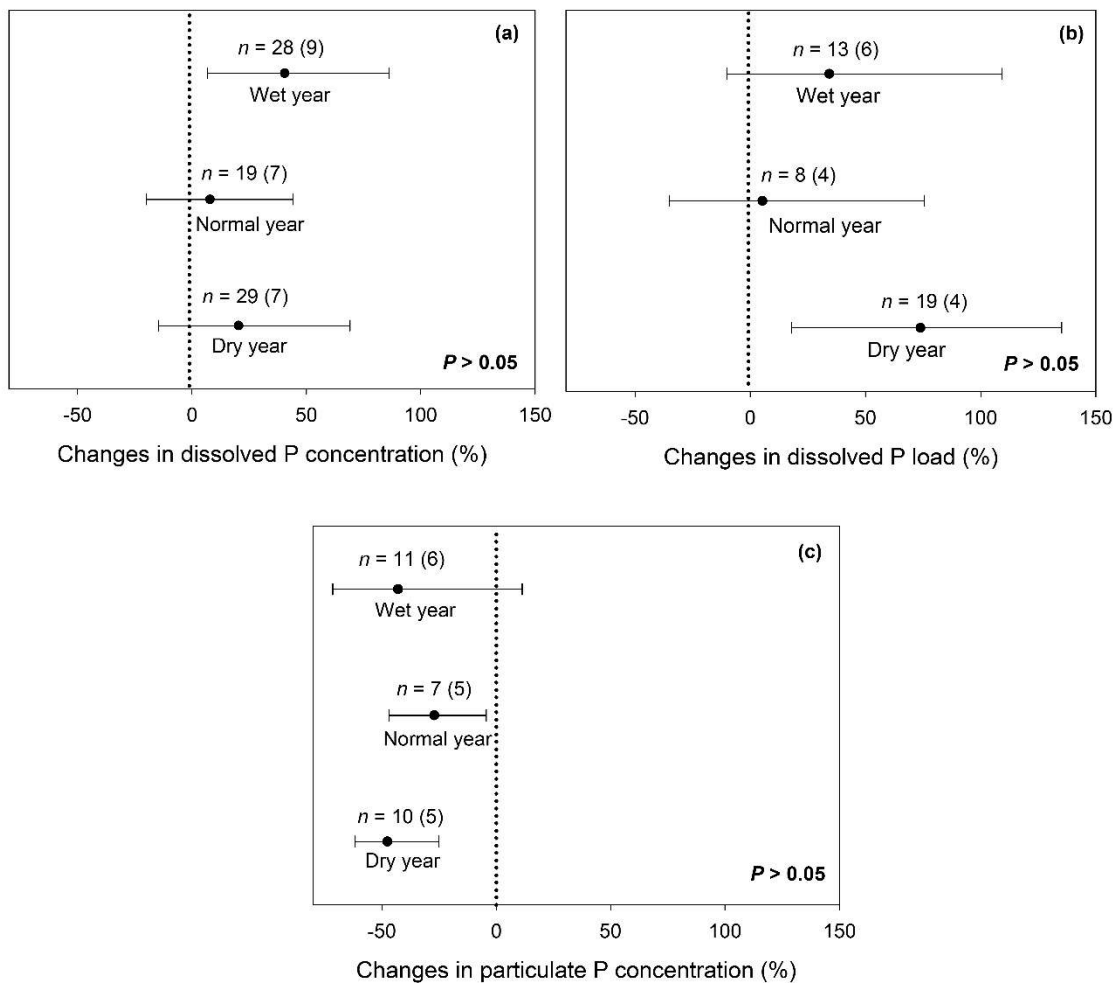 (a)
n = 28 (9)
Wet year
n = 19 (7)
Normal year
n = 29 (7)
Dry year
P > 0.05
-50 0 50 100 150
Changes in dissolved P concentration (%)
(b)
n = 13 (6)
Wet year
n = 8 (4)
Normal year
n = 19 (4)
Dry year
P > 0.05
-50 0 50 100 150
Changes in dissolved P load (%)
(c)
n = 11 (6)
Wet year
n = 7 (5)
Normal year
n = 10 (5)
Dry year
P > 0.05
-50 0 50 100 150
Changes in particulate P concentration (%)